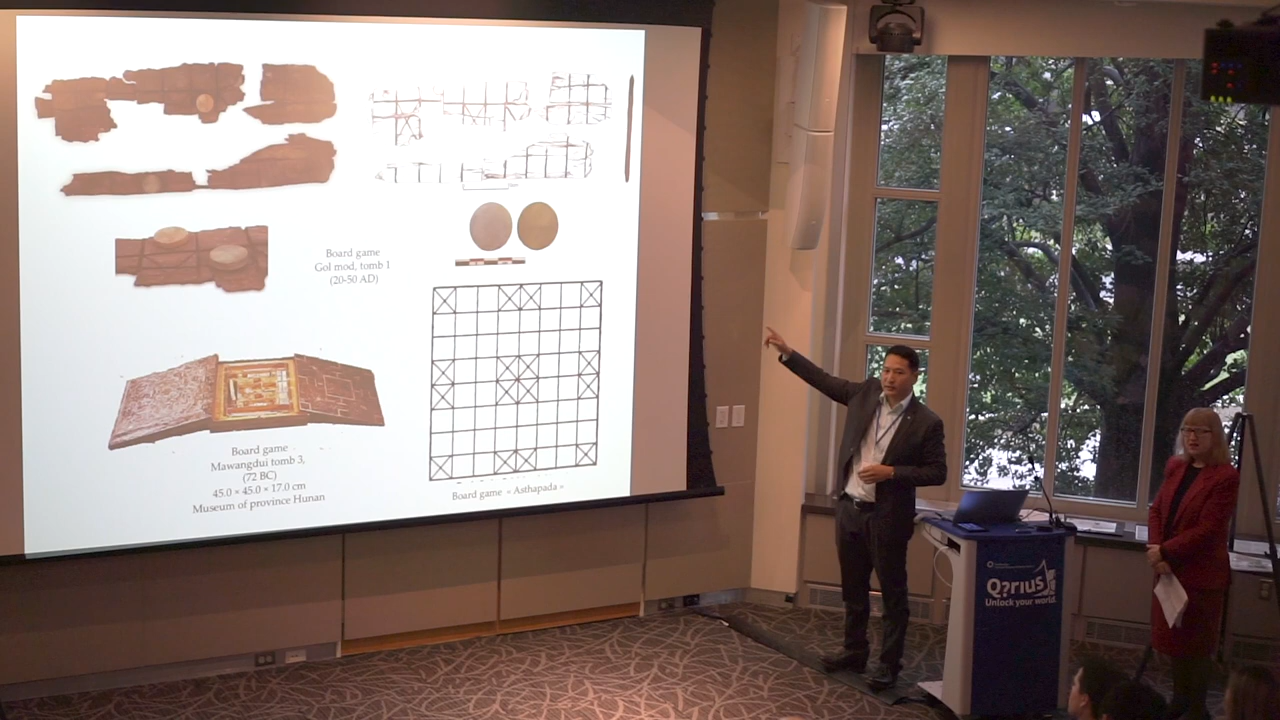 Board game
Gol mod, tomb 1
(20-50 AD)
Board game
Mawangdui tomb 3,
(72 BC)
45.0 × 45.0 × 17.0 cm
Museum of province Hunan
Board game « Asthapada »
Q?rius
Unlock your world.